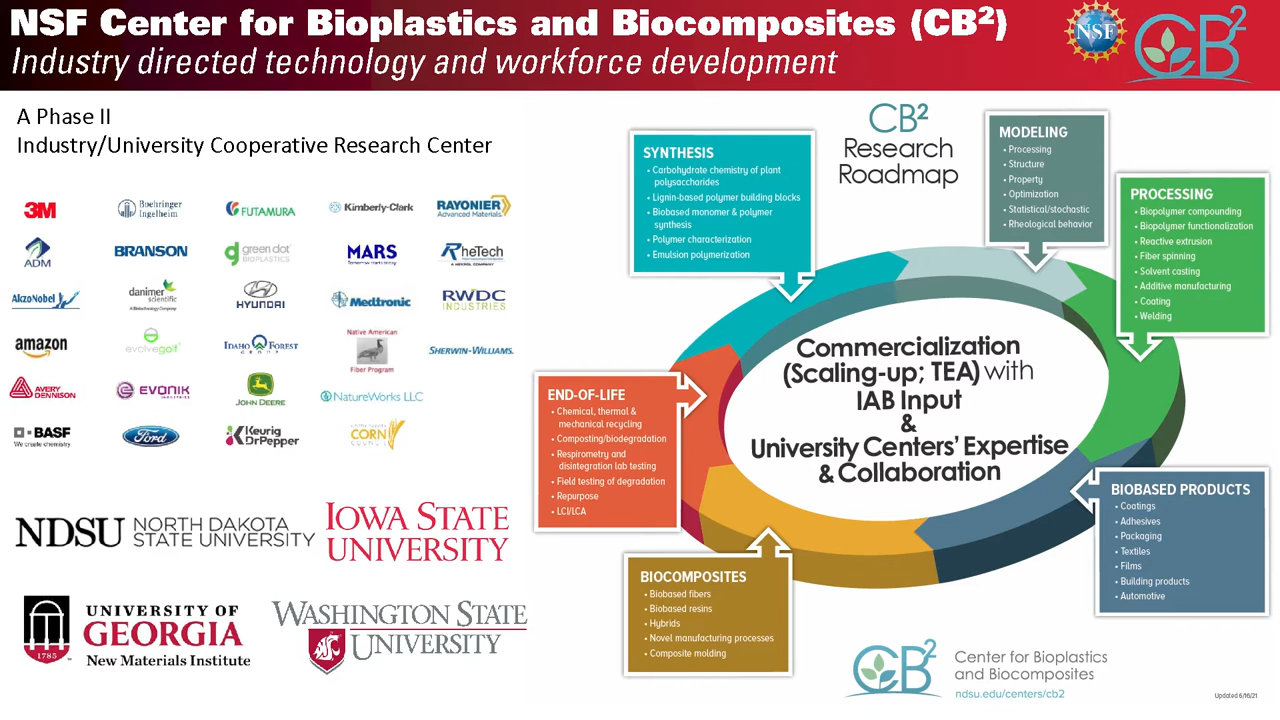 NSF Center for Bioplastics and Biocomposites (CB²)
Industry directed technology and workforce development
NSF
CB²
A Phase II
Industry/University Cooperative Research Center
3M
Boehringer
Ingelheim
FUTAMURA
Kimberly-Clark
RAYONIER
Advanced Materials
ADM
BRANSON
green dot
BIOPLASTICS
MARS
RheTech
AkzoNobel
danimer
scientific
A Biotechnology Company
HYUNDAI
Medtronic
RWDC
INDUSTRIES
amazon
evolvegolf
IDAHO FOREST
GROUP
Native American
Fiber Program
SHERWIN-WILLIAMS.
AVERY
DENNISON
EVONIK
INDUSTRIES
JOHN DEERE
NatureWorks LLC
BASF
We create chemistry
Ford
Keurig
DrPepper
CORN
COUNCIL
NDSU
NORTH DAKOTA
STATE UNIVERSITY
IOWA STATE
UNIVERSITY
1785
UNIVERSITY OF
GEORGIA
New Materials Institute
WASHINGTON STATE
UNIVERSITY
CB²
Research
Roadmap
SYNTHESIS
• Carbohydrate chemistry of plant
polysaccharides
• Lignin-based polymer building blocks
• Biobased monomer & polymer
synthesis
• Polymer characterization
• Emulsion polymerization
MODELING
• Processing
• Structure
• Property
• Optimization
• Statistical/stochastic
• Rheological behavior
PROCESSING
• Biopolymer compounding
• Biopolymer functionalization
• Reactive extrusion
• Fiber spinning
• Solvent casting
• Additive manufacturing
• Coating
• Welding
Commercialization
(Scaling-up; TEA) with
IAB Input
&
University Centers' Expertise
& Collaboration
END-OF-LIFE
• Chemical, thermal &
mechanical recycling
• Composting/biodegradation
• Respirometry and
disintegration lab testing
• Field testing of degradation
• Repurpose
• LCI/LCA
BIOBASED PRODUCTS
• Coatings
• Adhesives
• Packaging
• Textiles
• Films
• Building products
• Automotive
BIOCOMPOSITES
• Biobased fibers
• Biobased resins
• Hybrids
• Novel manufacturing processes
• Composite molding
CB²
Center for Bioplastics
and Biocomposites
ndsu.edu/centers/cb2
Updated 6/16/21